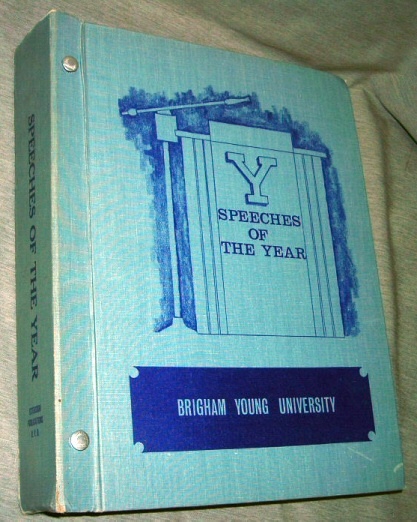 SPEECHES OF THE YEAR
Y
SPEECHES
OF
THE YEAR
BRIGHAM YOUNG UNIVERSITY